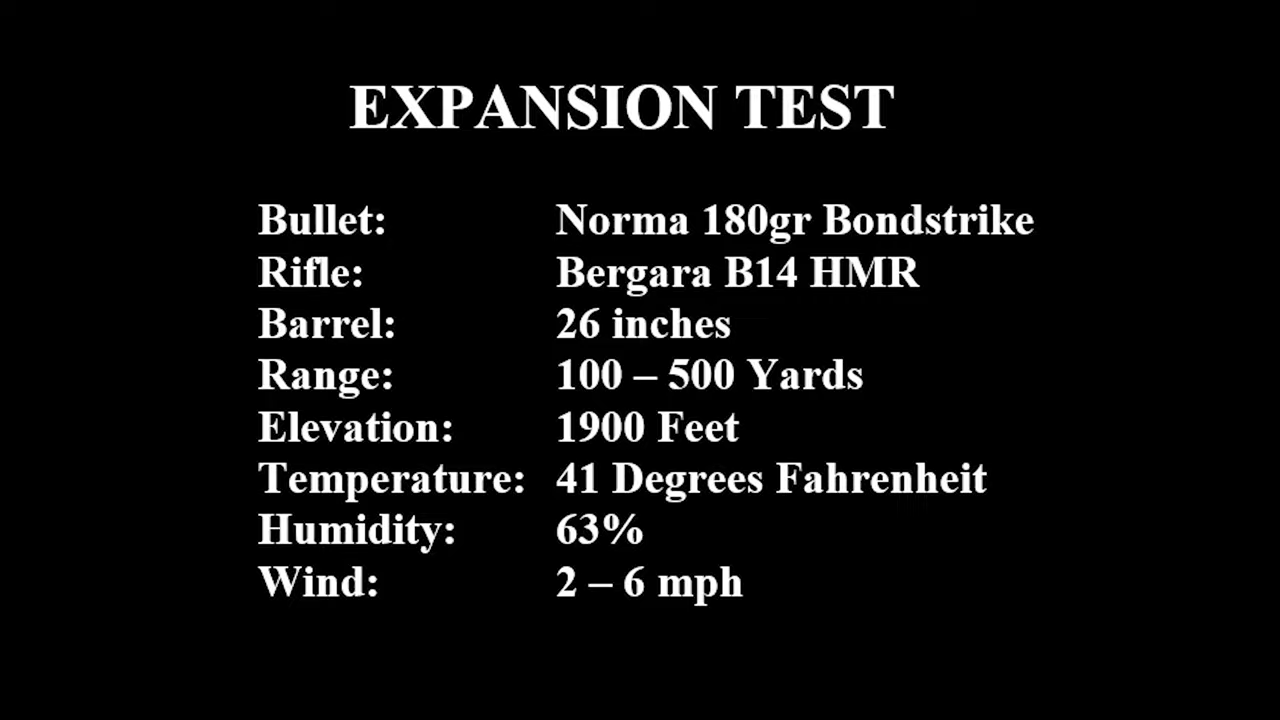 EXPANSION TEST
Bullet: Norma 180gr Bondstrike
Rifle: Bergara B14 HMR
Barrel: 26 inches
Range: 100 – 500 Yards
Elevation: 1900 Feet
Temperature: 41 Degrees Fahrenheit
Humidity: 63%
Wind: 2 – 6 mph